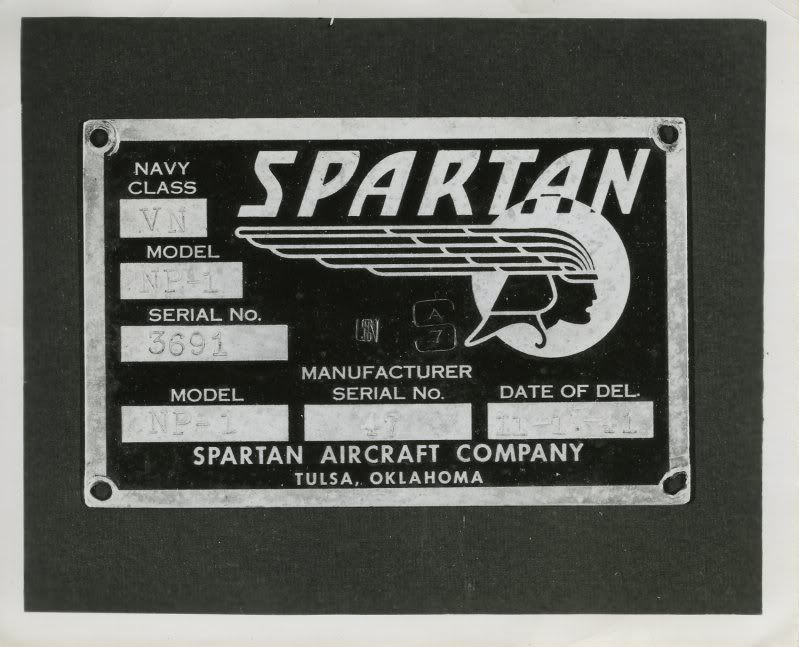 SPARTAN
NAVY
CLASS
VN
MODEL
NP-1
SERIAL No.
3691
A
7
MODEL
NP-1
MANUFACTURER
SERIAL No.
47
DATE OF DEL.
SPARTAN AIRCRAFT COMPANY
TULSA, OKLAHOMA